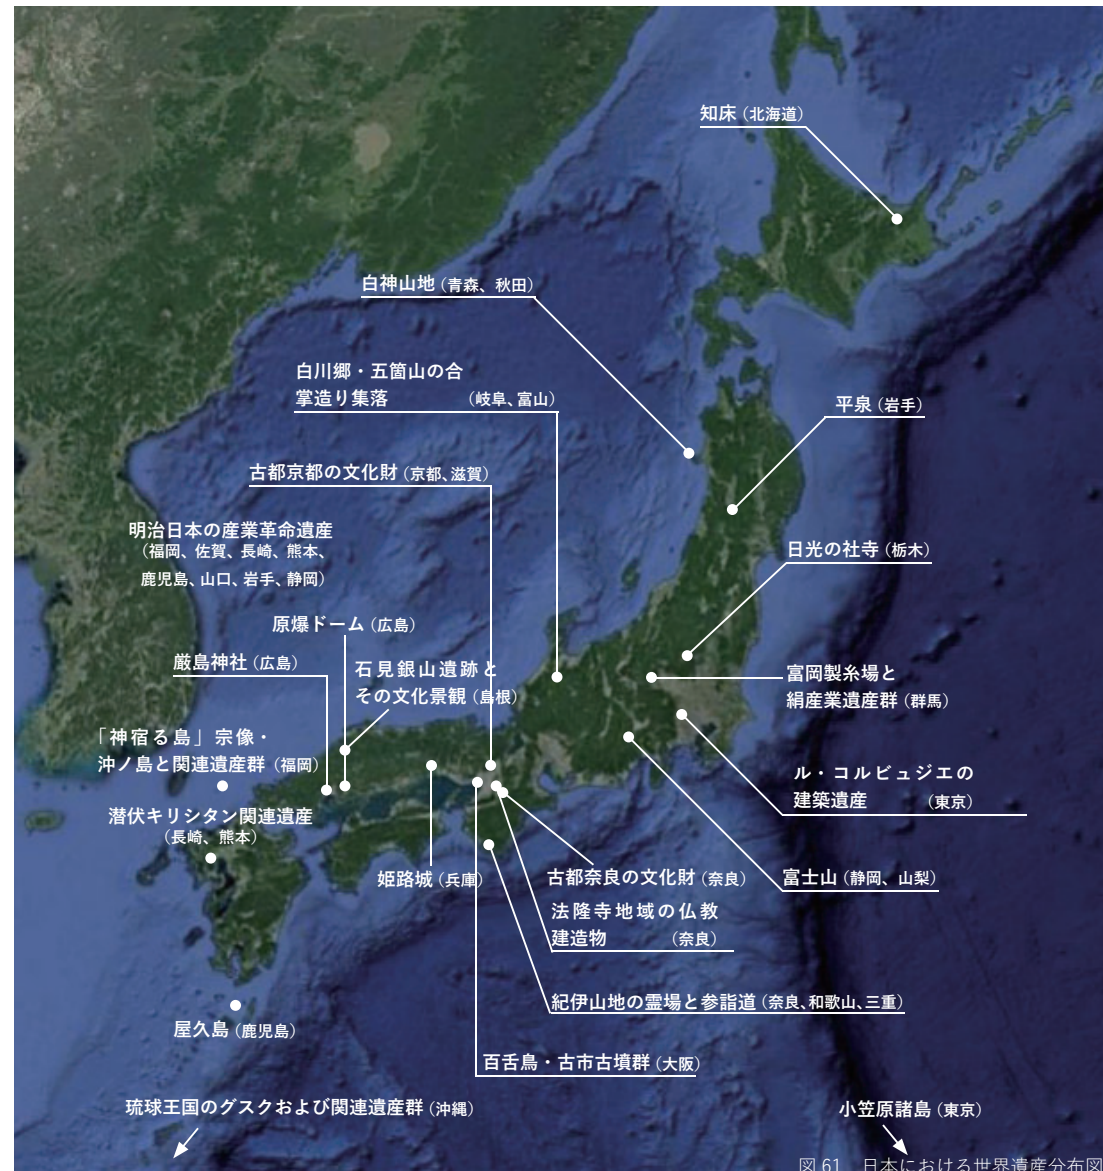 知床（北海道）
白神山地（青森、秋田）
白川郷・五箇山の合
掌造り集落（岐阜、富山）
平泉（岩手）
古都京都の文化財（京都、滋賀）
明治日本の産業革命遺産
（福岡、佐賀、長崎、熊本、
鹿児島、山口、岩手、静岡）
日光の社寺（栃木）
原爆ドーム（広島）
厳島神社（広島）
石見銀山遺跡と
その文化景観（島根）
富岡製糸場と
絹産業遺産群（群馬）
「神宿る島」宗像・
沖ノ島と関連遺産群（福岡）
ル・コルビュジエの
建築遺産（東京）
潜伏キリシタン関連遺産
（長崎、熊本）
姫路城（兵庫）
古都奈良の文化財（奈良）
富士山（静岡、山梨）
法隆寺地域の仏教
建造物（奈良）
紀伊山地の霊場と参詣道（奈良、和歌山、三重）
屋久島（鹿児島）
百舌鳥・古市古墳群（大阪）
琉球王国のグスクおよび関連遺産群（沖縄）
小笠原諸島（東京）
図 61　日本における世界遺産分布図